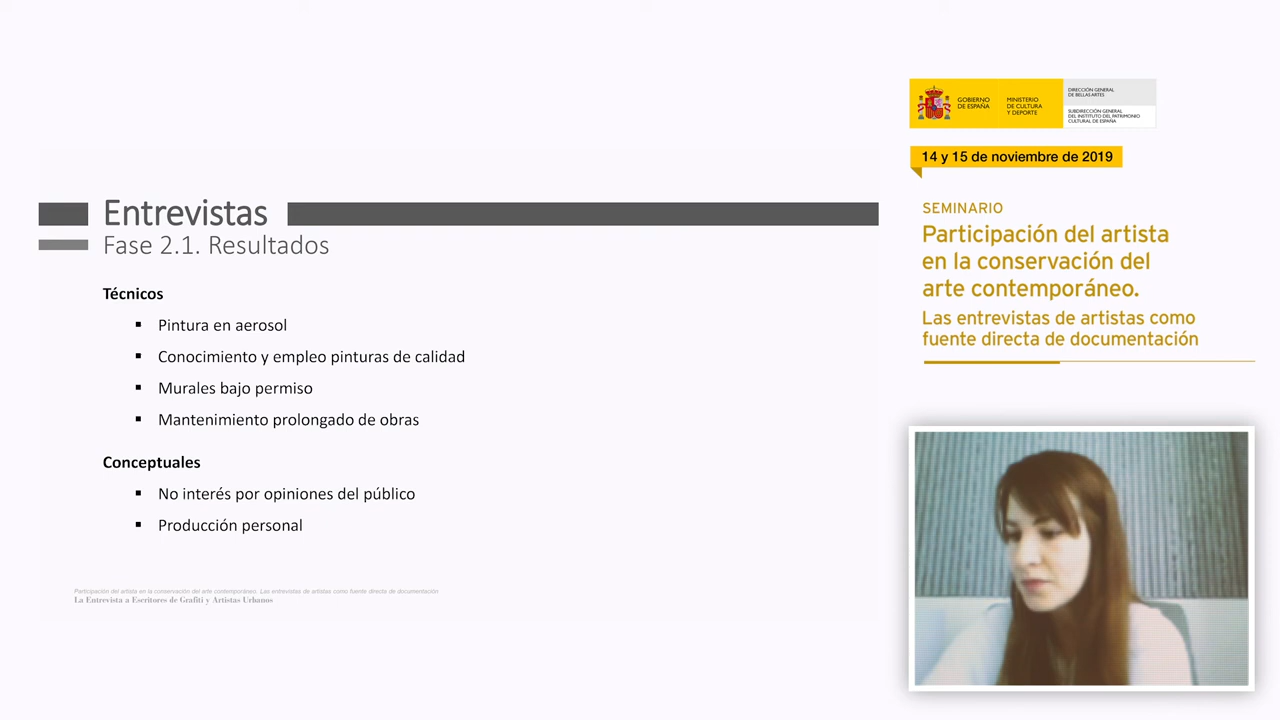 Entrevistas
Fase 2.1. Resultados
Técnicos
▪ Pintura en aerosol
▪ Conocimiento y empleo pinturas de calidad
▪ Murales bajo permiso
▪ Mantenimiento prolongado de obras
Conceptuales
▪ No interés por opiniones del público
▪ Producción personal
Participación del artista en la conservación del arte contemporáneo. Las entrevistas de artistas como fuente directa de documentación
La Entrevista a Escritores de Grafiti y Artistas Urbanos
GOBIERNO
DE ESPAÑA
MINISTERIO
DE CULTURA
Y DEPORTE
DIRECCIÓN GENERAL
DE BELLAS ARTES
SUBDIRECCIÓN GENERAL
DEL INSTITUTO DEL PATRIMONIO
CULTURAL DE ESPAÑA
14 y 15 de noviembre de 2019
SEMINARIO
Participación del artista
en la conservación del
arte contemporáneo.
Las entrevistas de artistas como
fuente directa de documentación